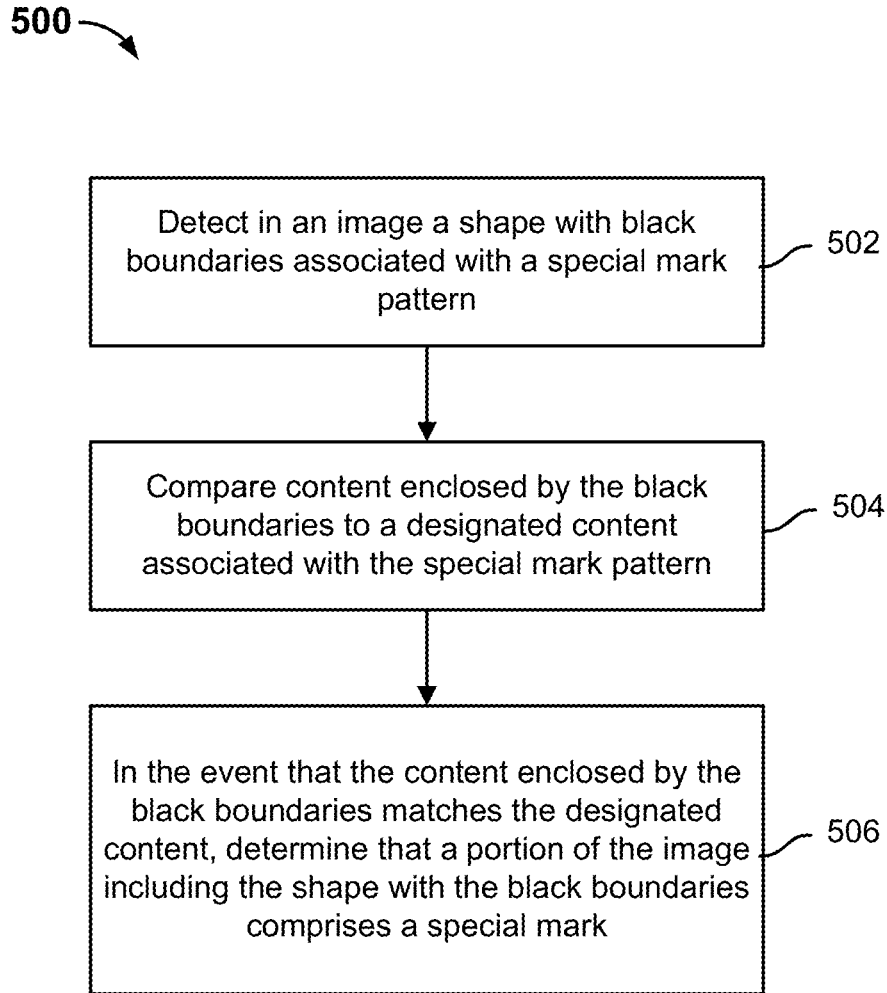 500
Detect in an image a shape with black
boundaries associated with a special mark
pattern
502
Compare content enclosed by the black
boundaries to a designated content
associated with the special mark pattern
504
In the event that the content enclosed by the
black boundaries matches the designated
content, determine that a portion of the image
including the shape with the black boundaries
comprises a special mark
506